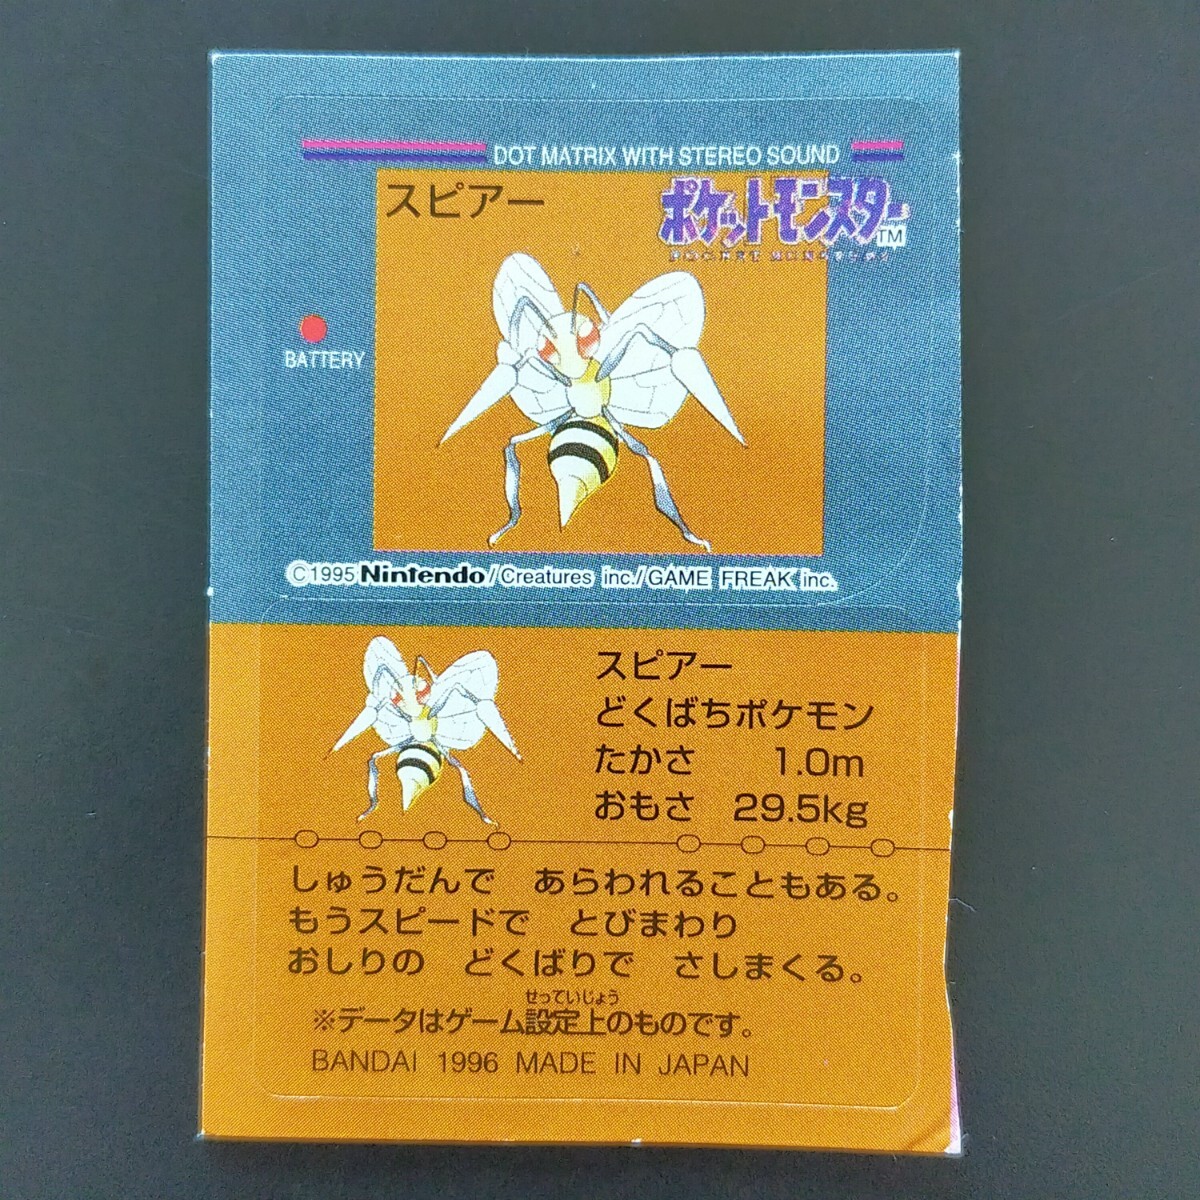 DOT MATRIX WITH STEREO SOUND
スピアー
ポケットモンスター TM
POCKET MONSTERS
BATTERY
©1995 Nintendo/Creatures inc./GAME FREAK inc.
スピアー
どくばちポケモン
たかさ 1.0m
おもさ 29.5kg
しゅうだんで あらわれることもある。
もうスピードで とびまわり
おしりの どくばりで さしまくる。
せっていじょう
※データはゲーム設定上のものです。
BANDAI 1996 MADE IN JAPAN